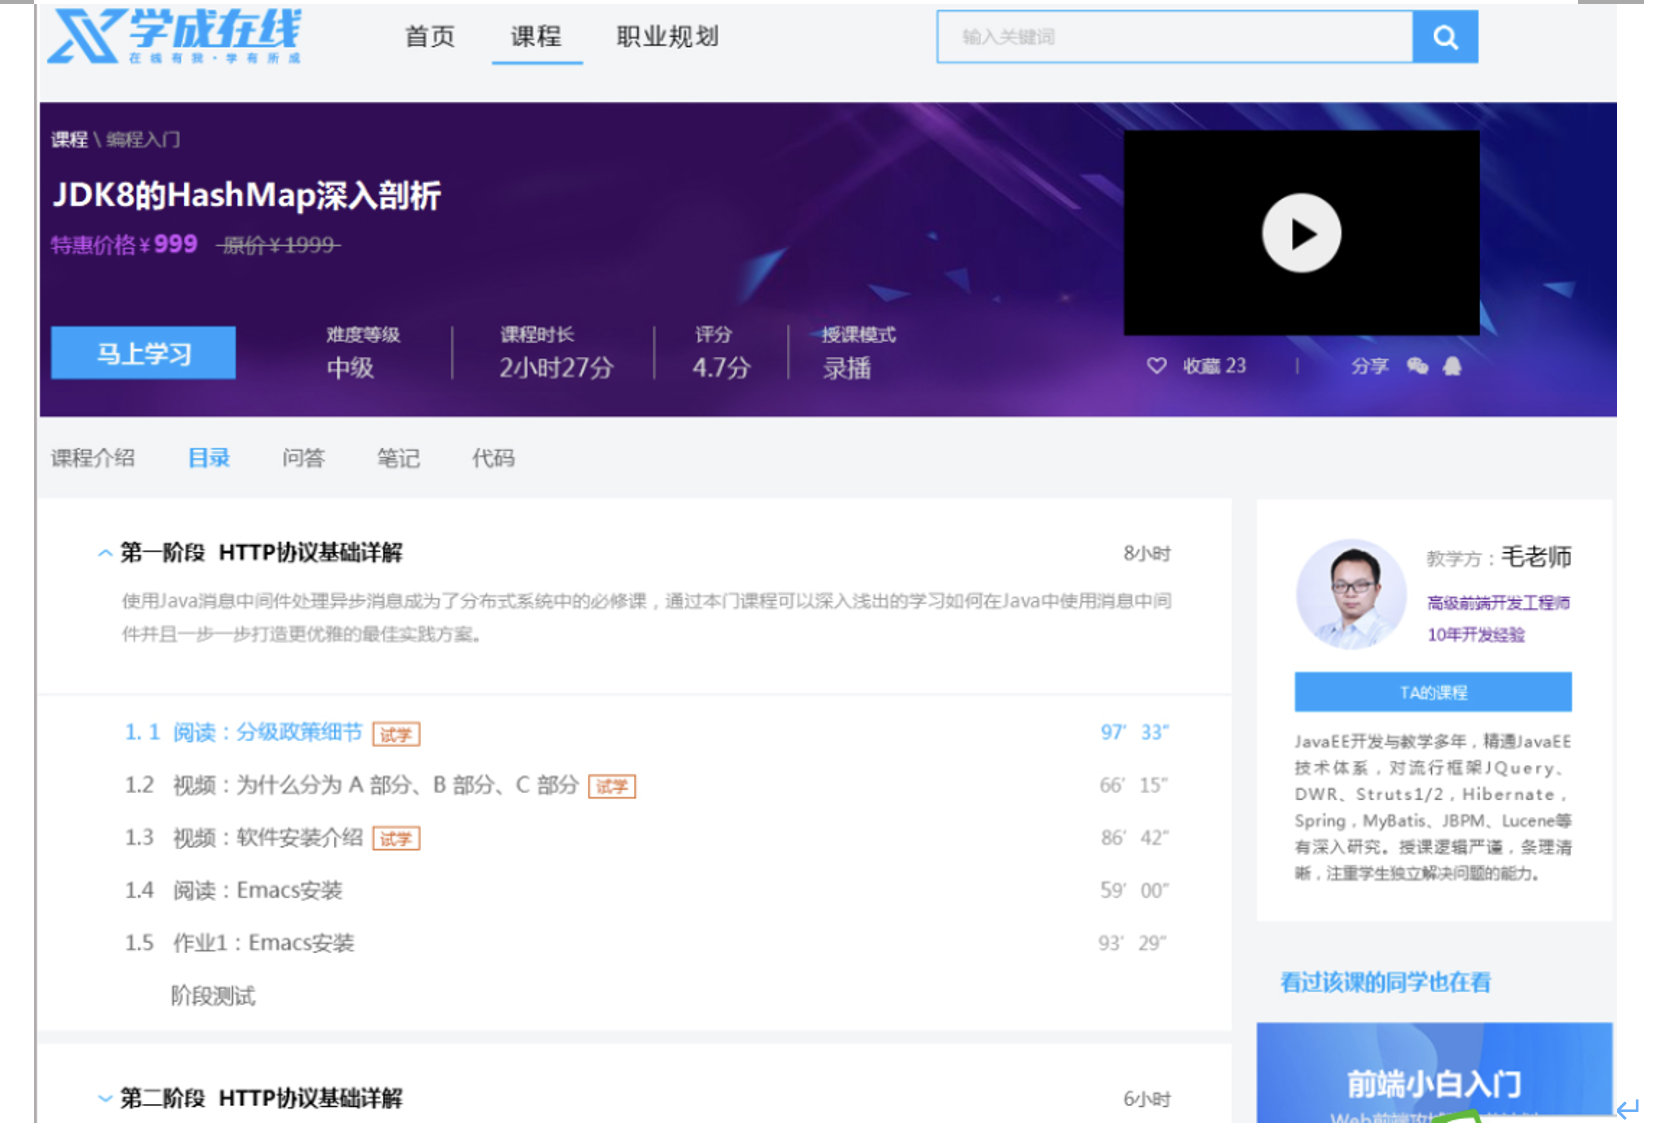 学成在线
在线有我·学有所成
首页 课程 职业规划
输入关键词
课程 \ 编程入门
JDK8的HashMap深入剖析
特惠价格¥999 原价¥1999
马上学习
难度等级 课程时长 评分 授课模式
中级 2小时27分 4.7分 录播
收藏 23 | 分享
课程介绍 目录 问答 笔记 代码
第一阶段 HTTP协议基础详解 8小时
使用Java消息中间件处理异步消息成为了分布式系统中的必修课，通过本门课程可以深入浅出的学习如何在Java中使用消息中间
件并且一步一步打造更优雅的最佳实践方案。
1. 1 阅读：分级政策细节 试学 97′ 33″
1.2 视频：为什么分为 A 部分、B 部分、C 部分 试学 66′ 15″
1.3 视频：软件安装介绍 试学 86′ 42″
1.4 阅读：Emacs安装 59′ 00″
1.5 作业1：Emacs安装 93′ 29″
阶段测试
第二阶段 HTTP协议基础详解 6小时
教学方：毛老师
高级前端开发工程师
10年开发经验
TA的课程
JavaEE开发与教学多年，精通JavaEE
技术体系，对流行框架JQuery、
DWR、Struts1/2，Hibernate，
Spring，MyBatis、JBPM、Lucene等
有深入研究。授课逻辑严谨，条理清
晰，注重学生独立解决问题的能力。
看过该课的同学也在看
前端小白入门